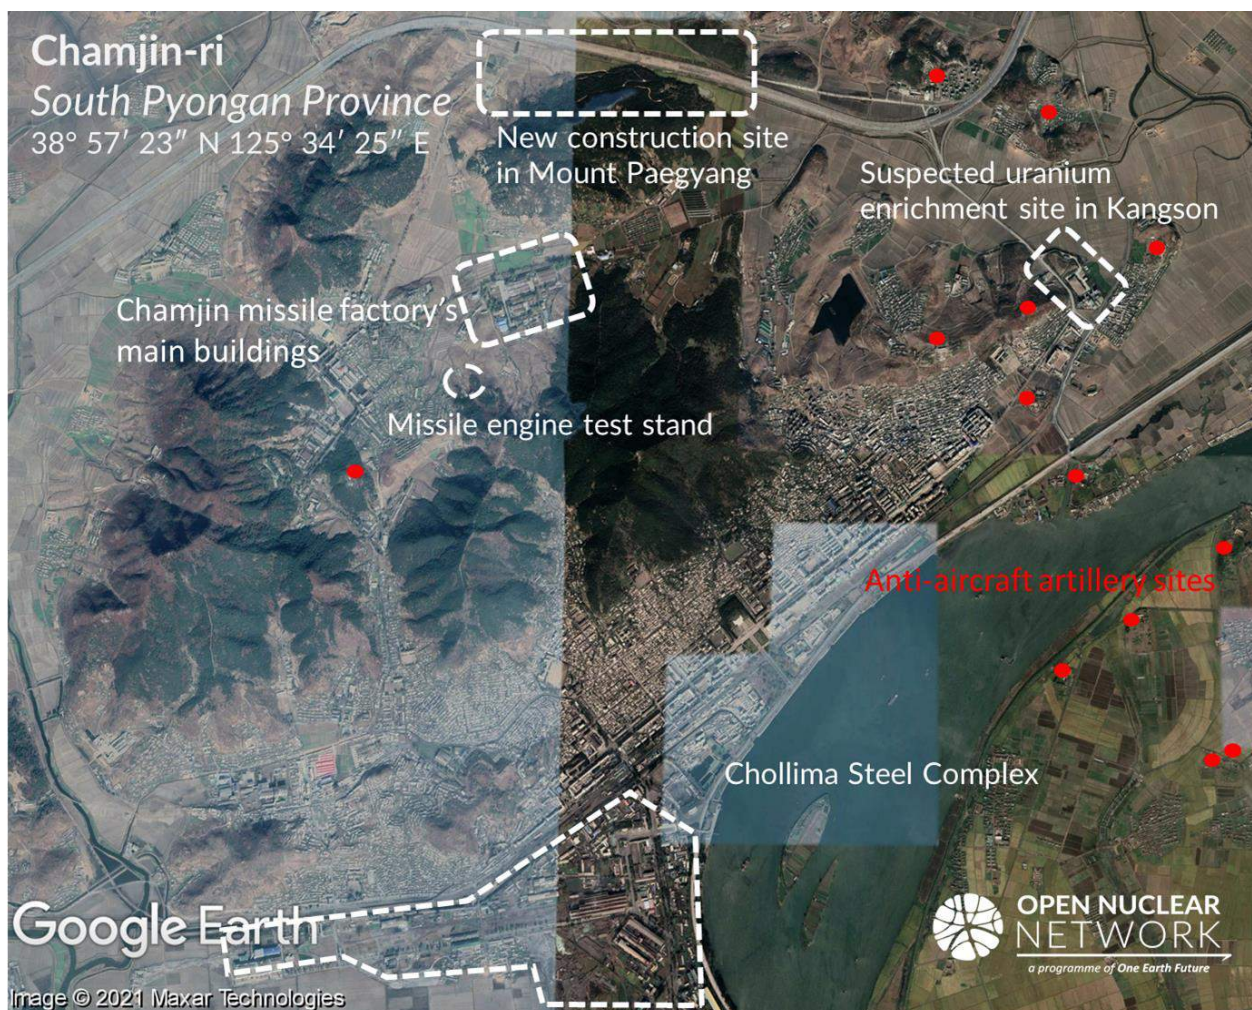 Chamjin-ri
South Pyongan Province
38° 57′ 23″ N 125° 34′ 25″ E
New construction site
in Mount Paegyang
Suspected uranium
enrichment site in Kangson
Chamjin missile factory's
main buildings
Missile engine test stand
Anti-aircraft artillery sites
Chollima Steel Complex
Google Earth
Image © 2021 Maxar Technologies
OPEN NUCLEAR
NETWORK
a programme of One Earth Future